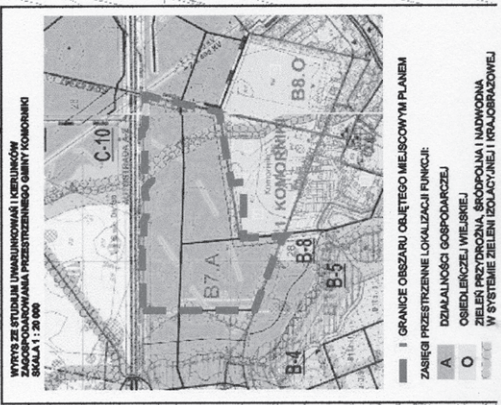 WYRYS ZE STUDIUM UWARUNKOWAŃ I KIERUNKÓW
ZAGOSPODAROWANIA PRZESTRZENNEGO GMINY KOMORNIKI
SKALA 1 : 20 000
C-10
B7.A
B8.O
KOMORNIKI
B-8
B-5
B-4
GRANICE OBSZARU OBJĘTEGO MIEJSCOWYM PLANEM
ZASIĘGI PRZESTRZENNE LOKALIZACJI FUNKCJI:
A DZIAŁALNOŚCI GOSPODARCZEJ
O OSIEDLEŃCZEJ WIEJSKIEJ
ZIELEŃ PRZYDROŻNA, ŚRÓDPOLNA I NADWODNA
W SYSTEMIE ZIELENI IZOLACYJNEJ I KRAJOBRAZOWEJ